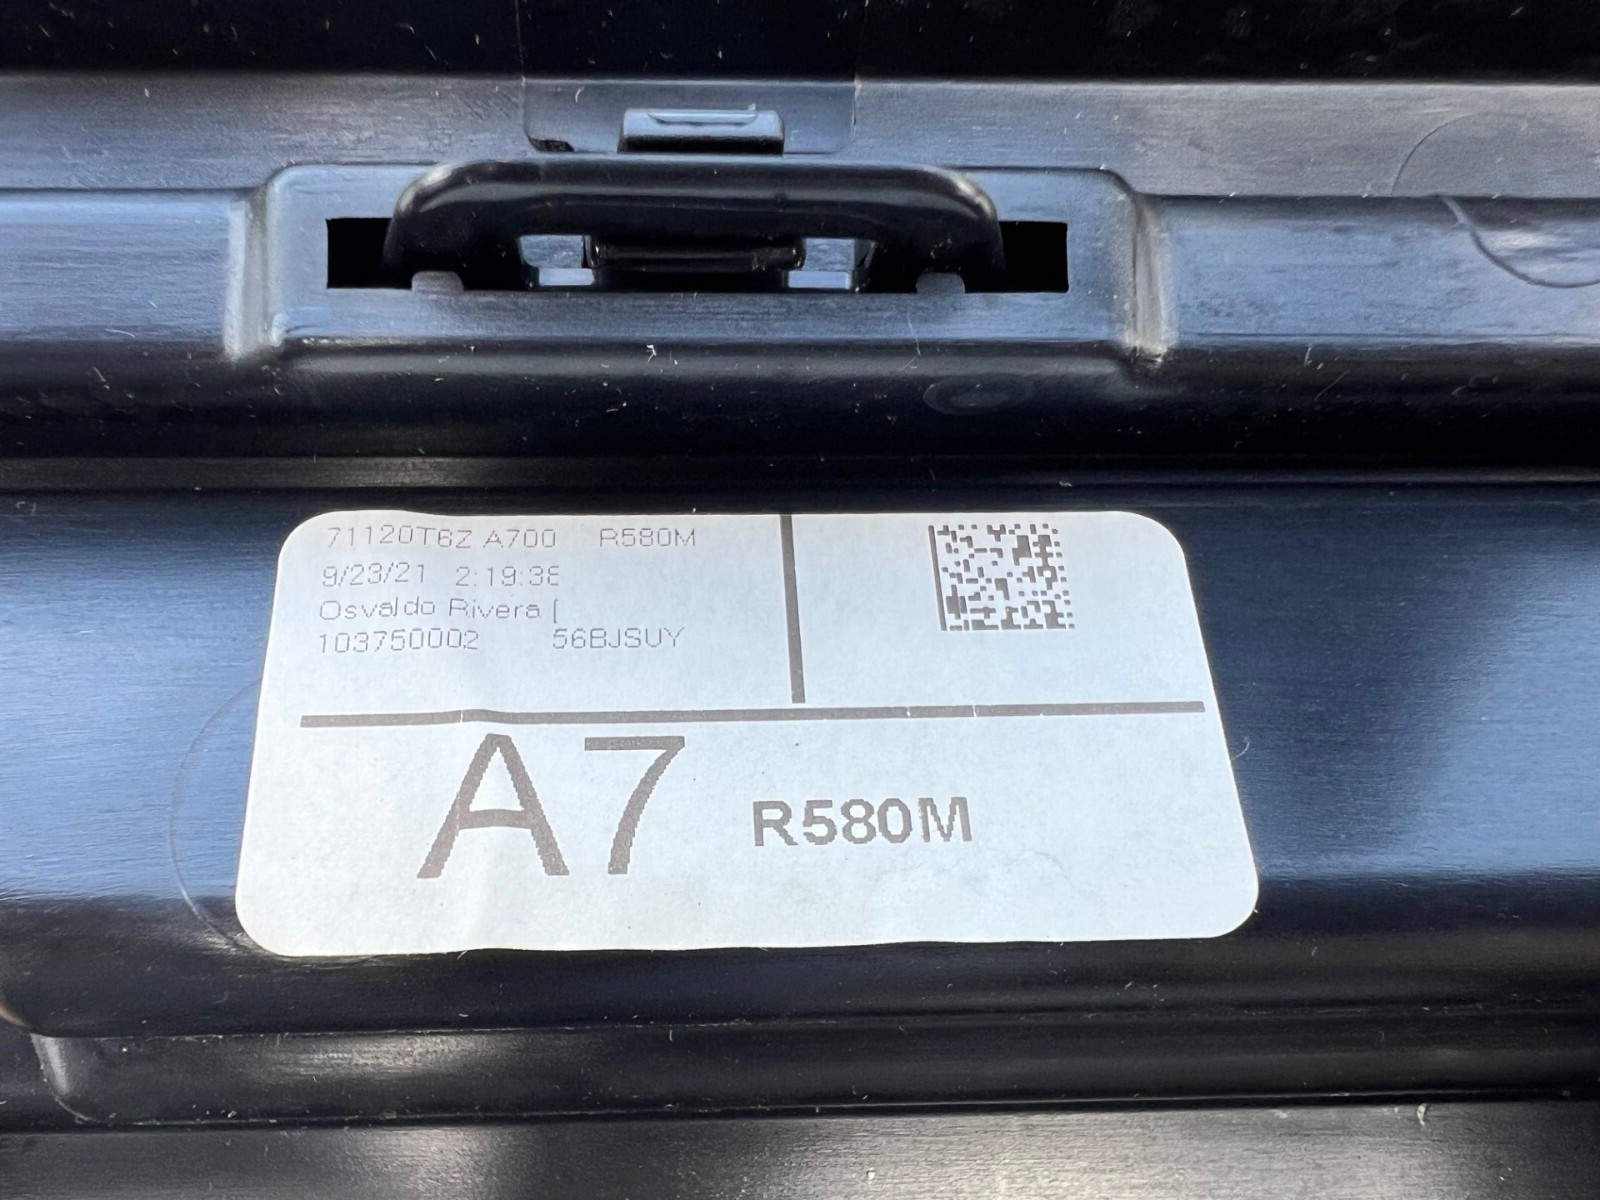 71120T6Z A700 R580M
9/23/21 2:19:38
Osvaldo Rivera [
103750002 56BJSUY
A7 R580M